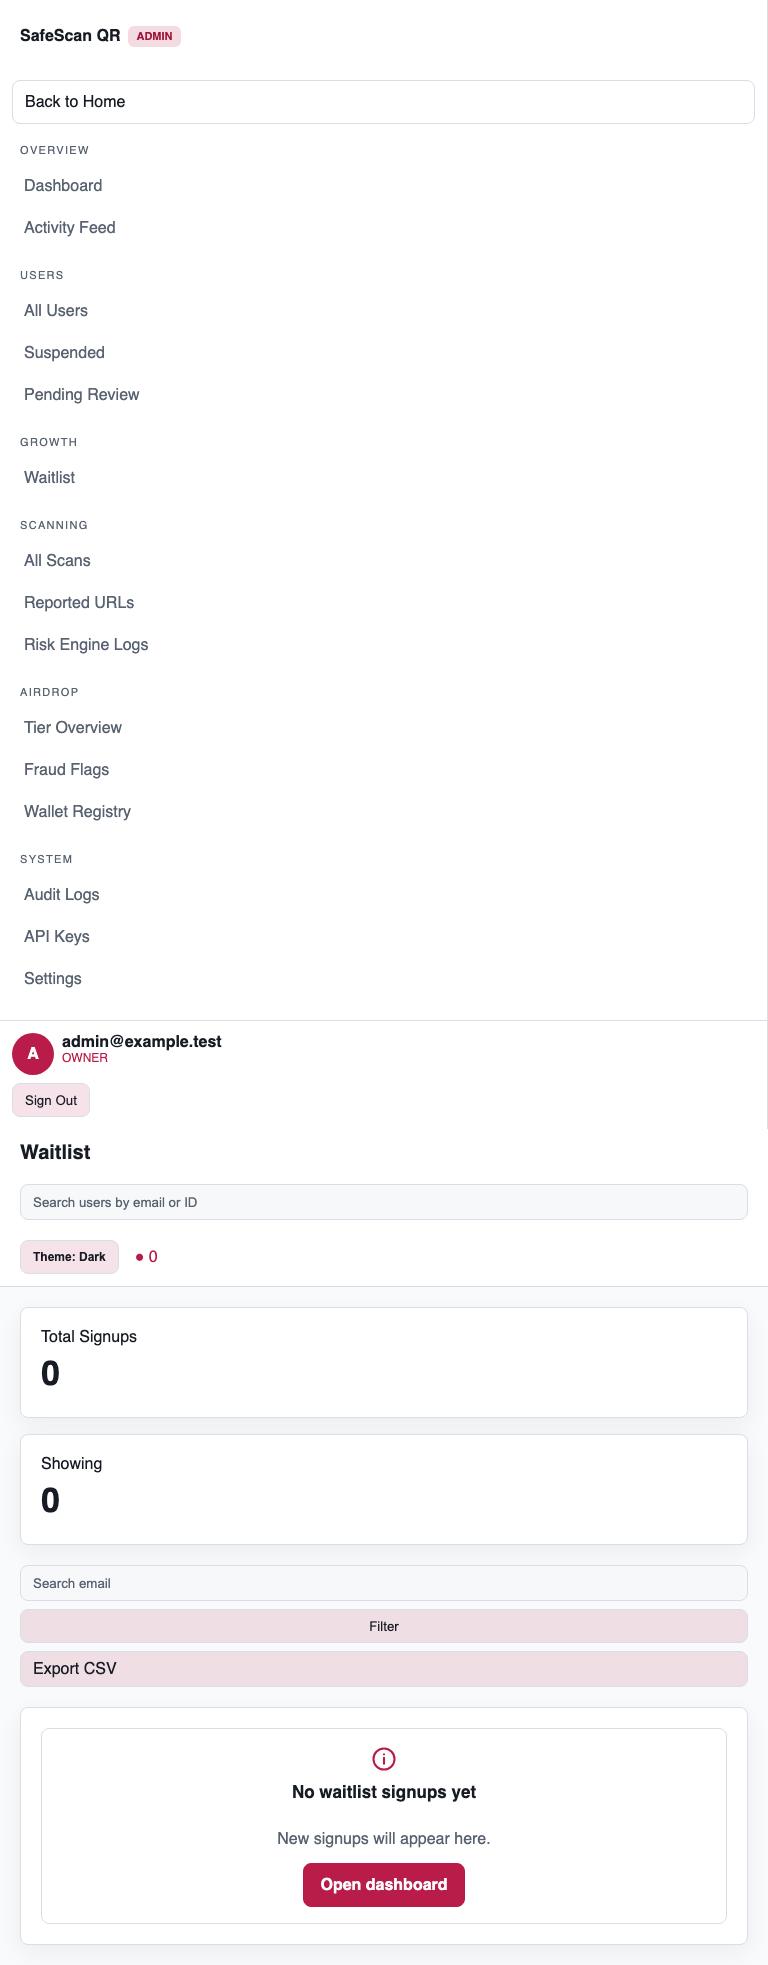 SafeScan QR ADMIN
Back to Home
OVERVIEW
Dashboard
Activity Feed
USERS
All Users
Suspended
Pending Review
GROWTH
Waitlist
SCANNING
All Scans
Reported URLs
Risk Engine Logs
AIRDROP
Tier Overview
Fraud Flags
Wallet Registry
SYSTEM
Audit Logs
API Keys
Settings
A
admin@example.test
OWNER
Sign Out
Waitlist
Search users by email or ID
Theme: Dark ● 0
Total Signups
0
Showing
0
Search email
Filter
Export CSV
No waitlist signups yet
New signups will appear here.
Open dashboard